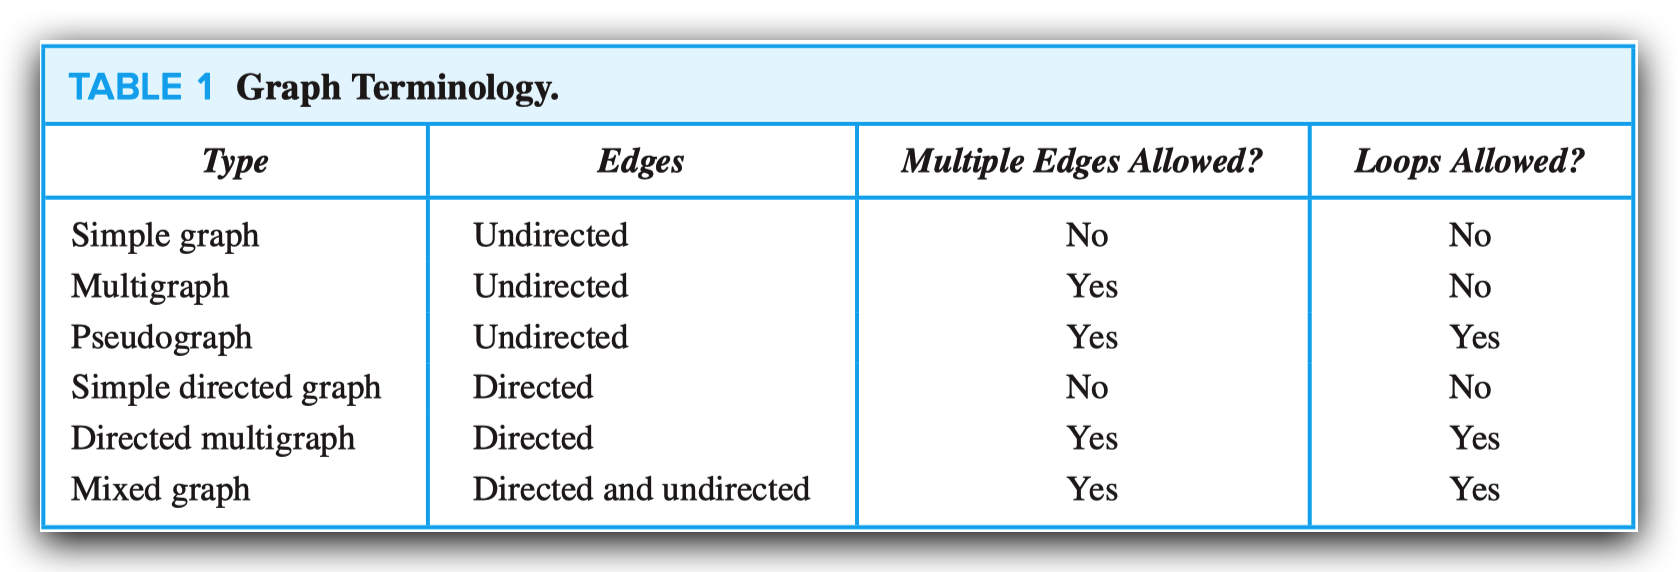 TABLE 1 Graph Terminology.
Type Edges Multiple Edges Allowed? Loops Allowed?
Simple graph Undirected No No
Multigraph Undirected Yes No
Pseudograph Undirected Yes Yes
Simple directed graph Directed No No
Directed multigraph Directed Yes Yes
Mixed graph Directed and undirected Yes Yes